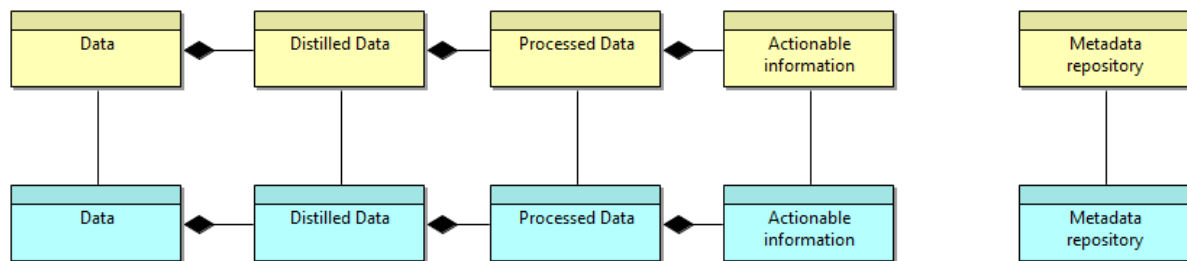 Data
Distilled Data
Processed Data
Actionable
information
Metadata
repository
Data
Distilled Data
Processed Data
Actionable
information
Metadata
repository